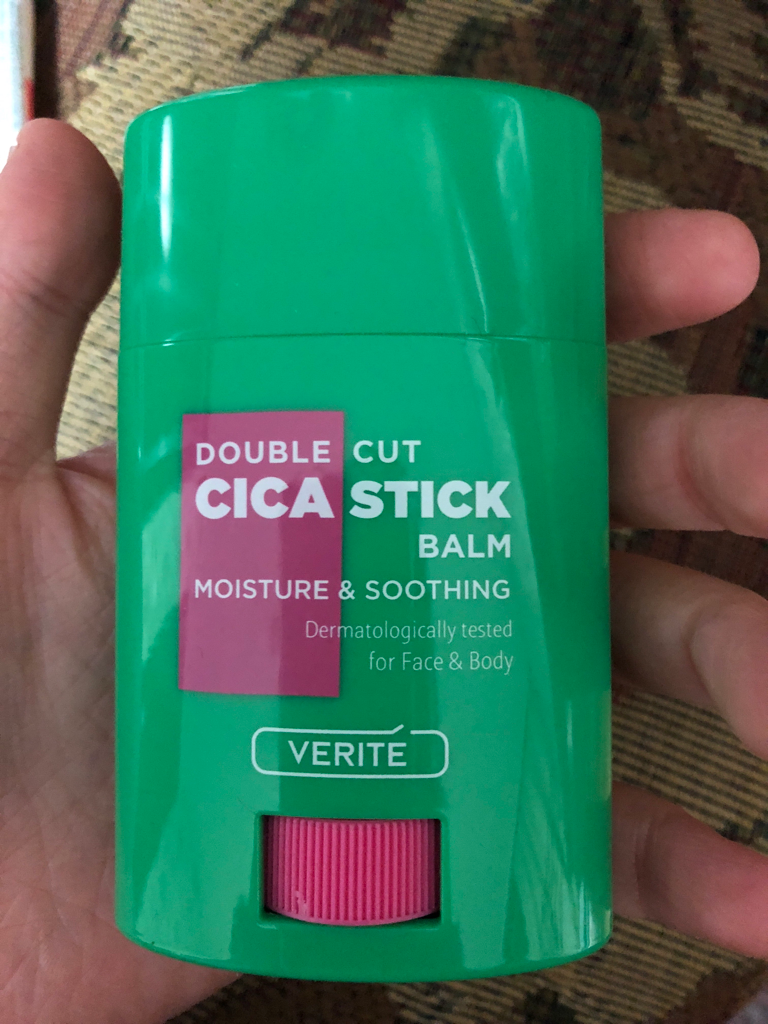 DOUBLE CUT
CICA STICK
BALM
MOISTURE & SOOTHING
Dermatologically tested
for Face & Body
VERITÉ